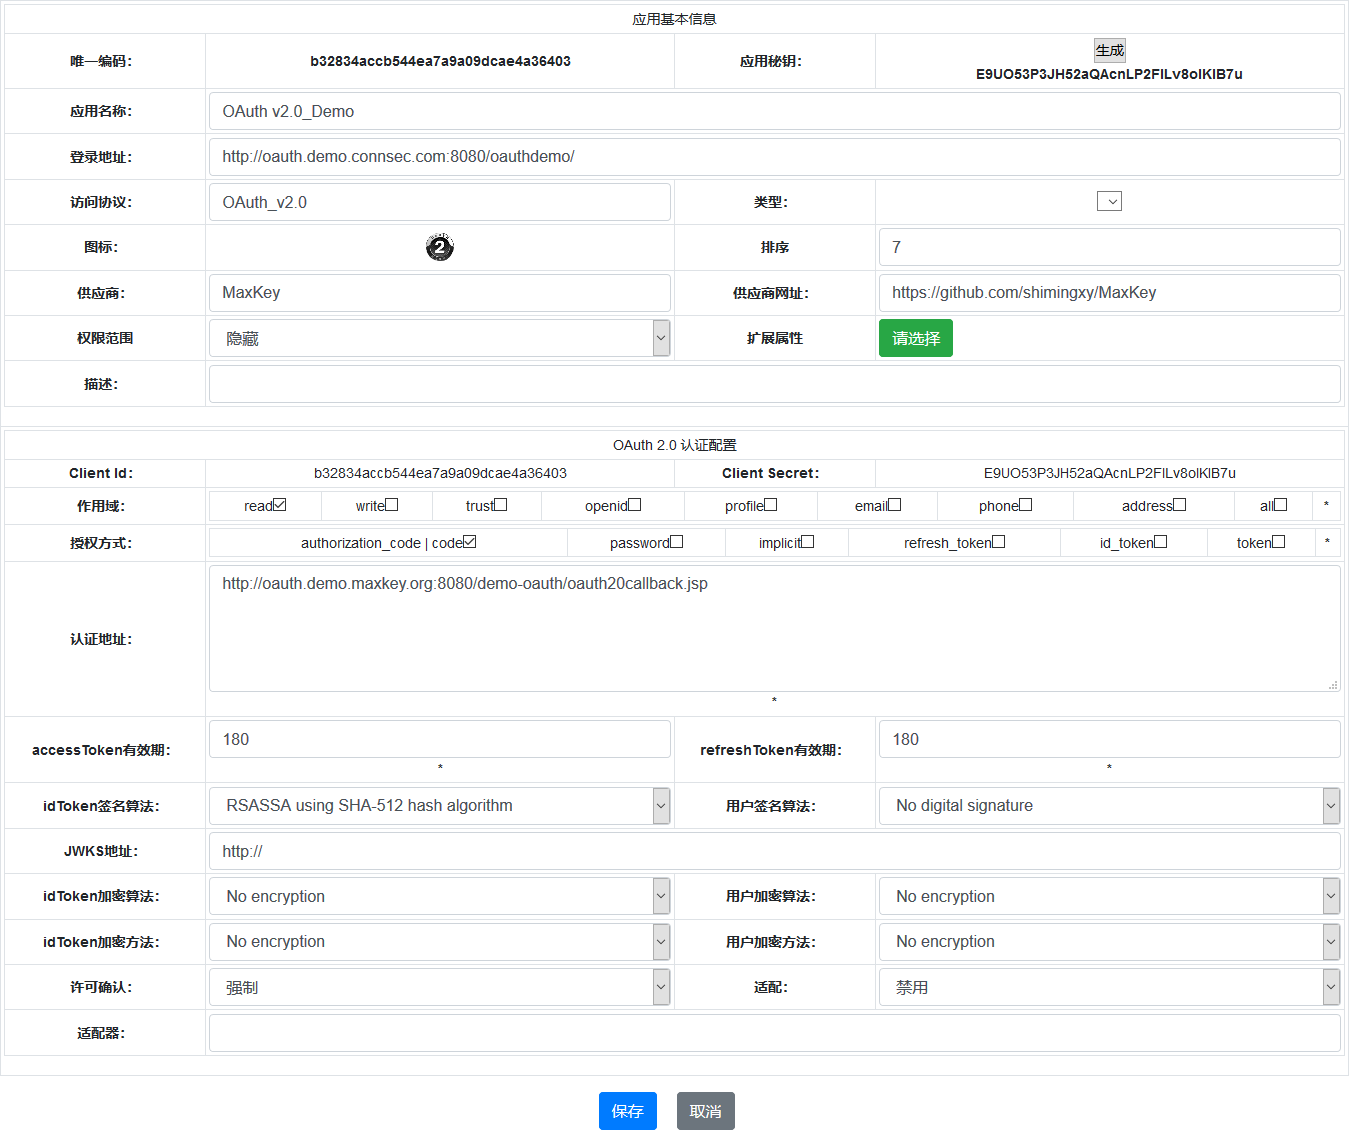 应用基本信息
唯一编码： b32834accb544ea7a9a09dcae4a36403 应用秘钥： 生成
E9UO53P3JH52aQAcnLP2FILv8olKIB7u
应用名称： OAuth v2.0_Demo
登录地址： http://oauth.demo.connsec.com:8080/oauthdemo/
访问协议： OAuth_v2.0 类型：
图标： 2 排序 7
供应商： MaxKey 供应商网址： https://github.com/shimingxy/MaxKey
权限范围 隐藏 扩展属性 请选择
描述：
OAuth 2.0 认证配置
Client Id： b32834accb544ea7a9a09dcae4a36403 Client Secret： E9UO53P3JH52aQAcnLP2FILv8olKIB7u
作用域： read write trust openid profile email phone address all *
授权方式： authorization_code | code password implicit refresh_token id_token token *
认证地址： http://oauth.demo.maxkey.org:8080/demo-oauth/oauth20callback.jsp
*
accessToken有效期： 180 * refreshToken有效期： 180 *
idToken签名算法： RSASSA using SHA-512 hash algorithm 用户签名算法： No digital signature
JWKS地址： http://
idToken加密算法： No encryption 用户加密算法： No encryption
idToken加密方法： No encryption 用户加密方法： No encryption
许可确认： 强制 适配： 禁用
适配器：
保存 取消